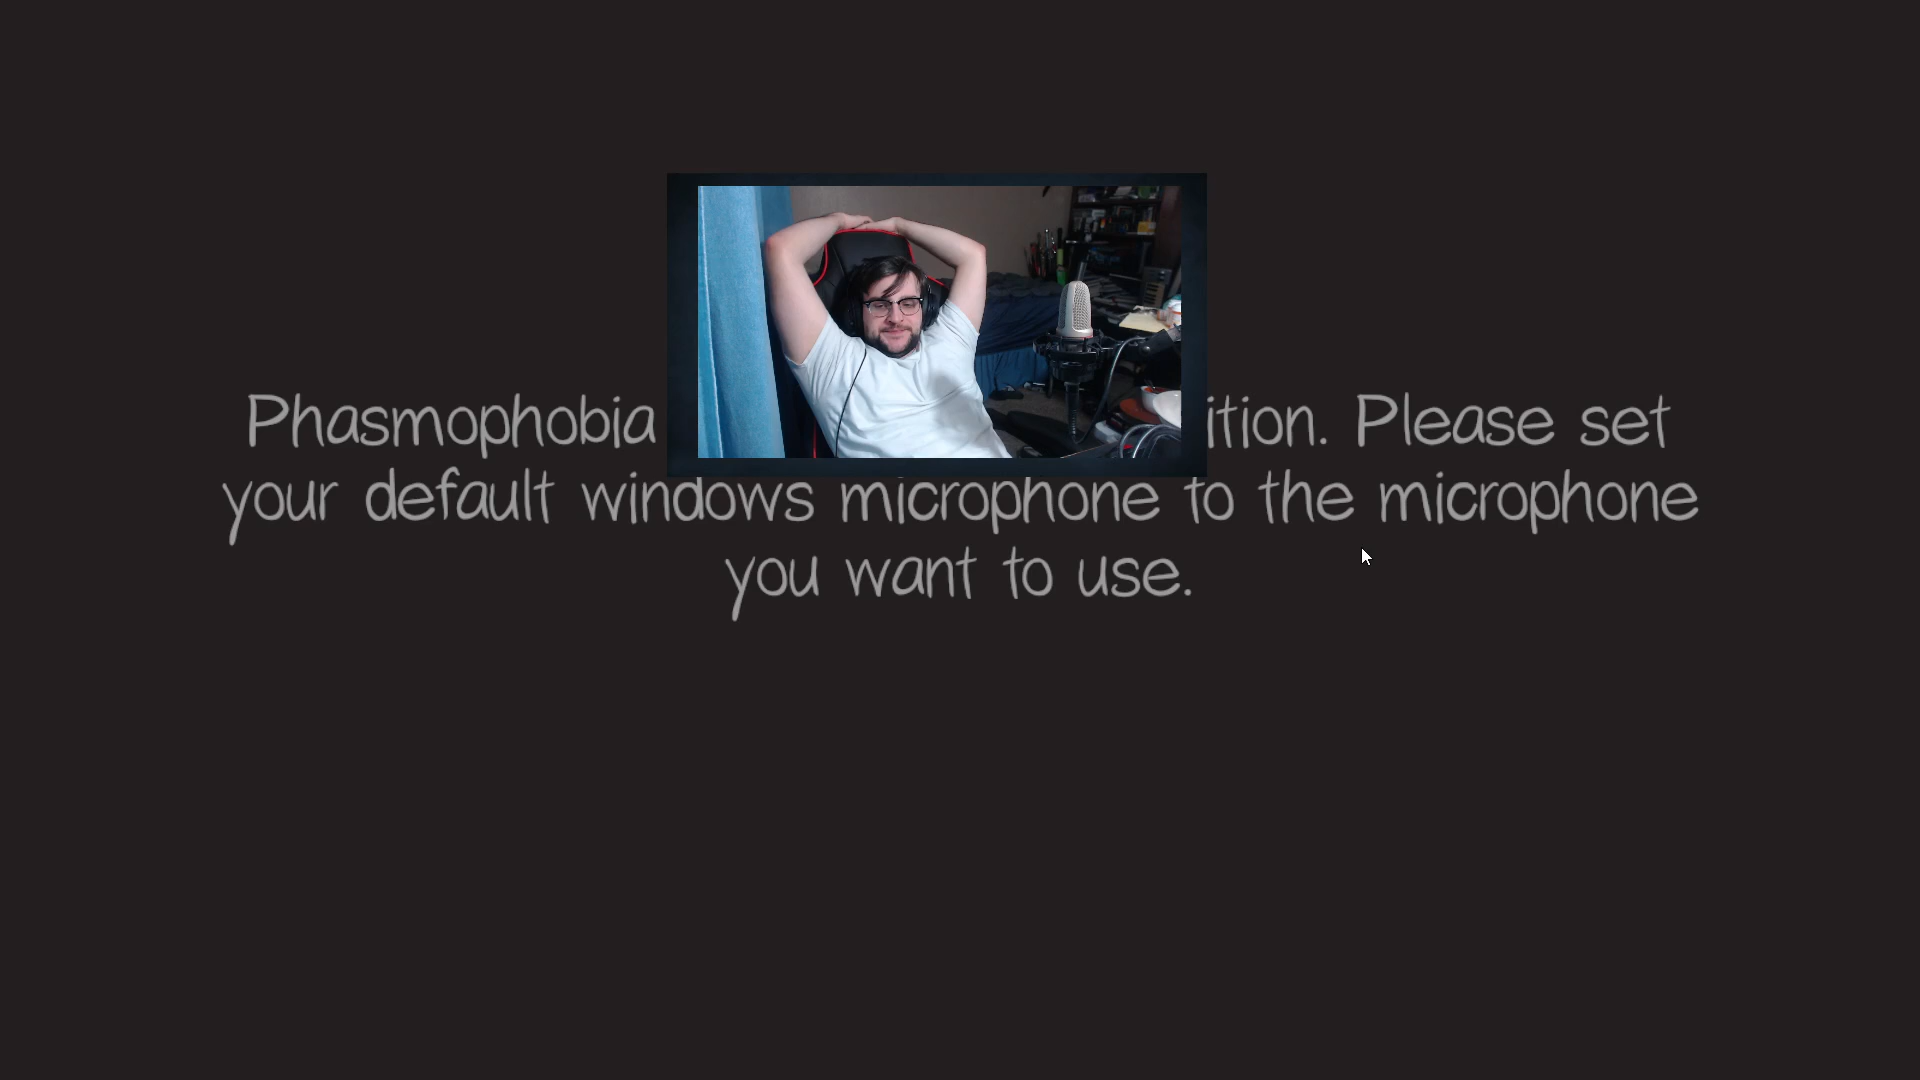 Phasmophobia ition. Please set
your default windows microphone to the microphone
you want to use.